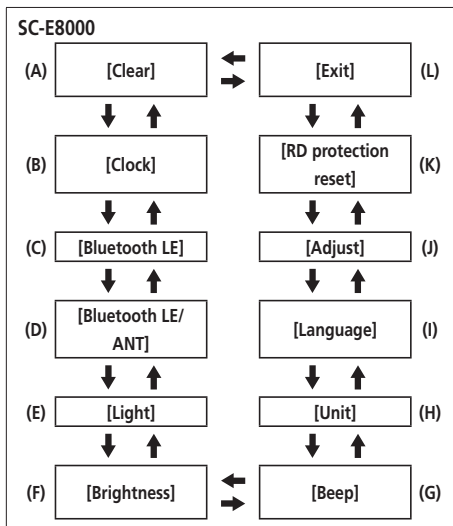 SC-E8000
(A) [Clear] [Exit] (L)
(B) [Clock] [RD protection
reset] (K)
(C) [Bluetooth LE] [Adjust] (J)
(D) [Bluetooth LE/
ANT] [Language] (I)
(E) [Light] [Unit] (H)
(F) [Brightness] [Beep] (G)